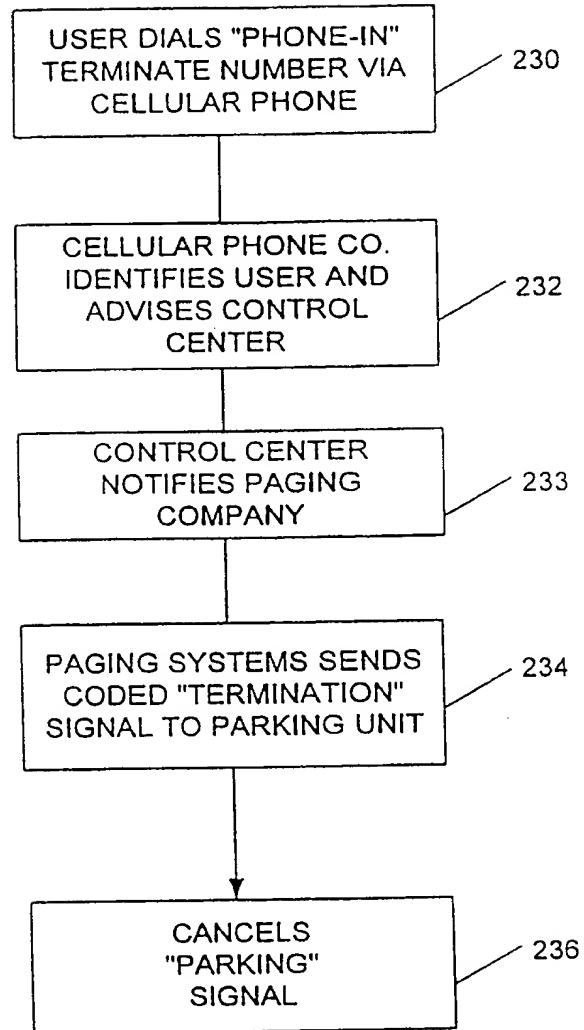 USER DIALS "PHONE-IN"
TERMINATE NUMBER VIA
CELLULAR PHONE
230
CELLULAR PHONE CO.
IDENTIFIES USER AND
ADVISES CONTROL
CENTER
232
CONTROL CENTER
NOTIFIES PAGING
COMPANY
233
PAGING SYSTEMS SENDS
CODED "TERMINATION"
SIGNAL TO PARKING UNIT
234
CANCELS
"PARKING"
SIGNAL
236